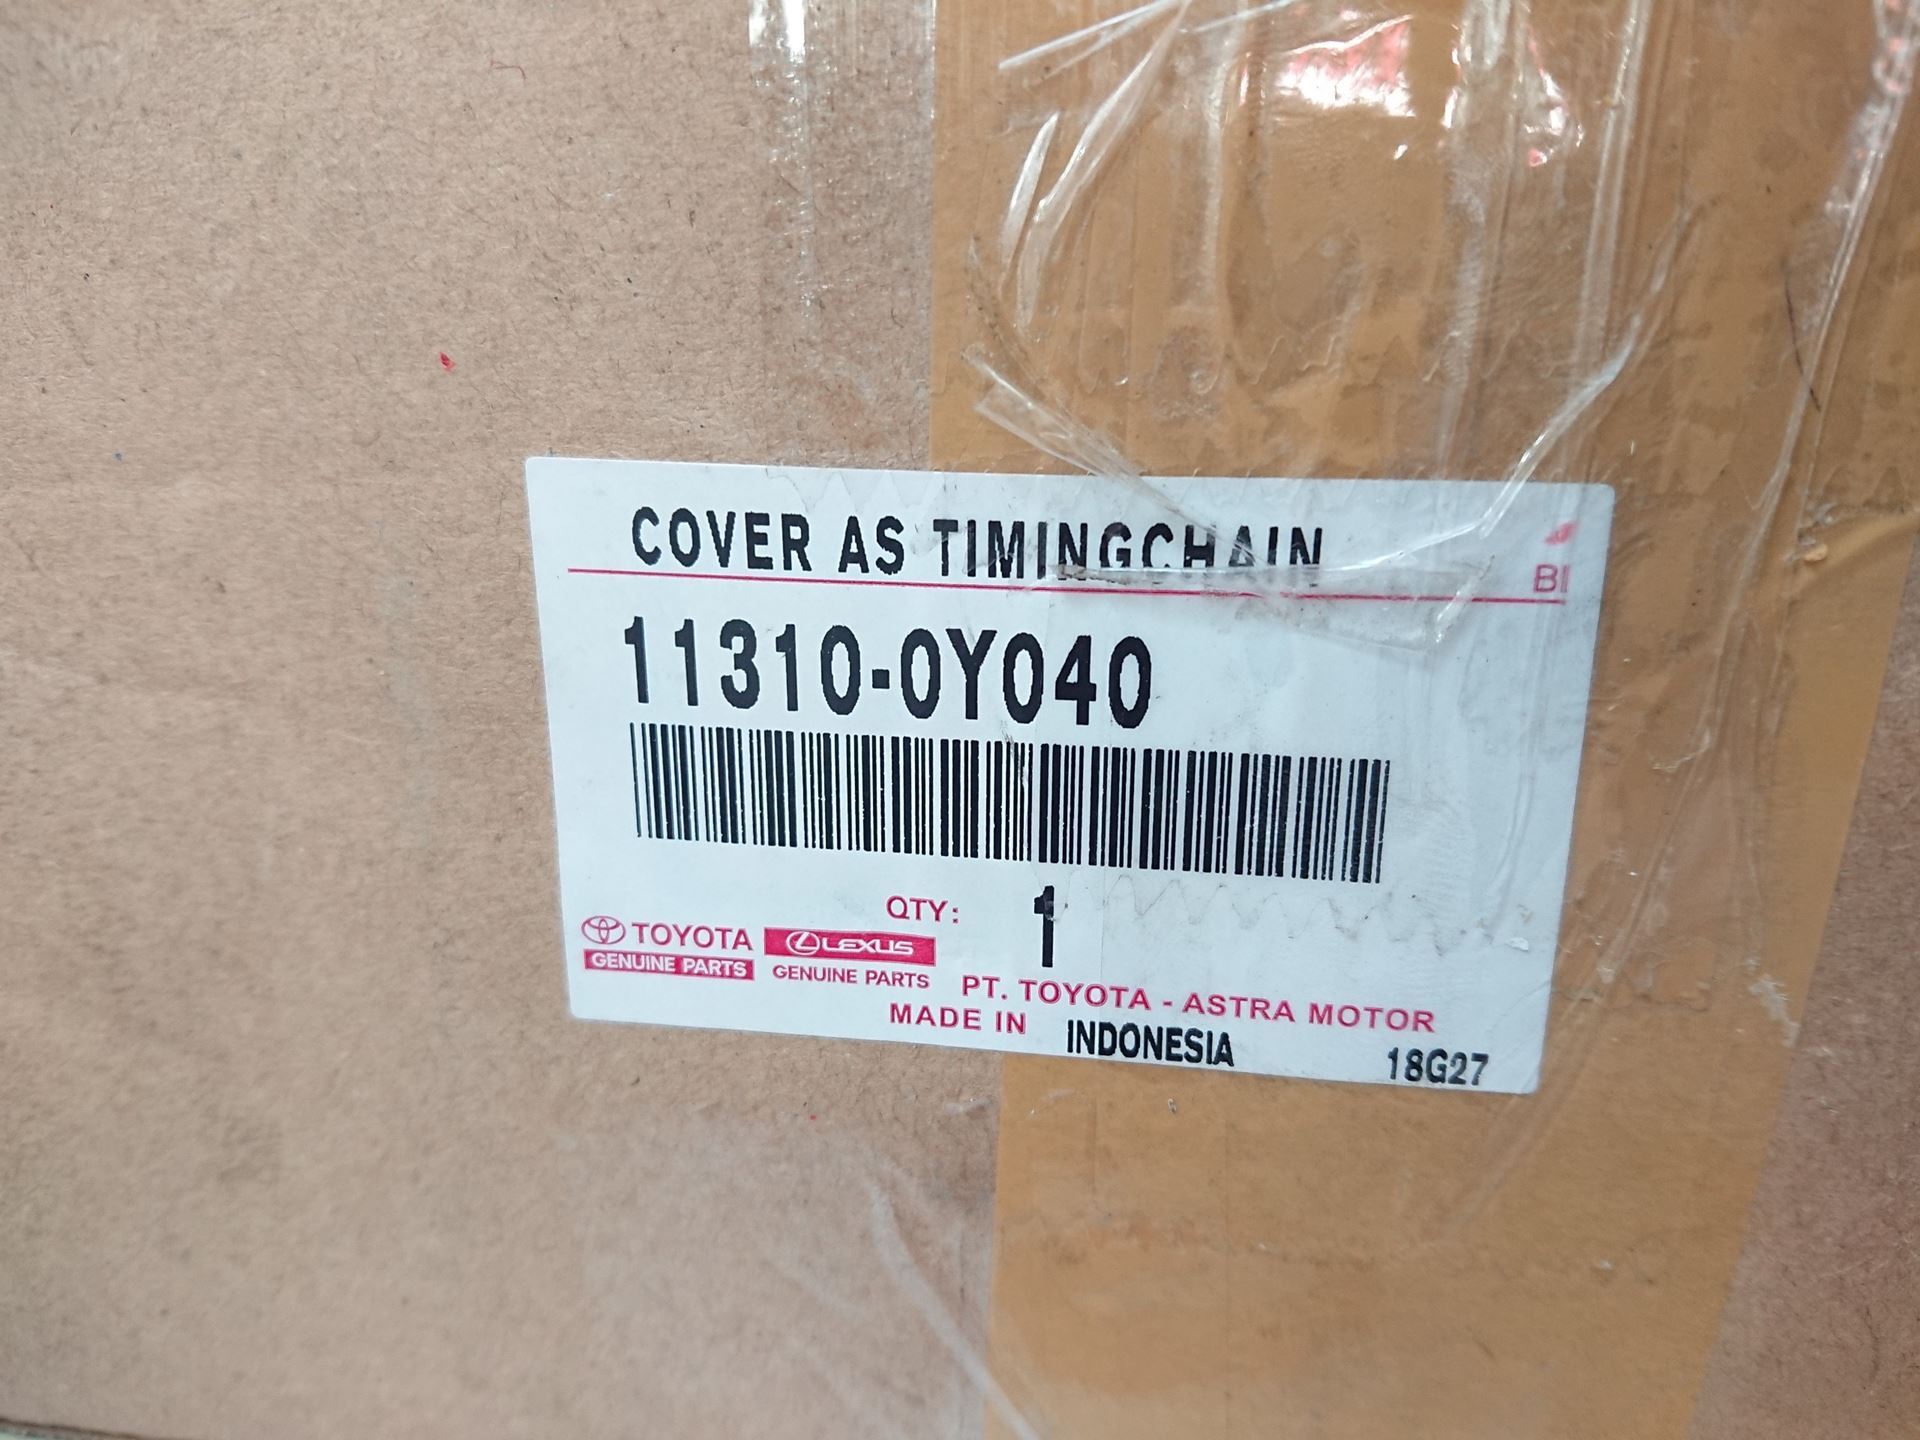 COVER AS TIMINGCHAIN
BI
11310-0Y040
QTY: 1
TOYOTA
GENUINE PARTS
LEXUS
GENUINE PARTS
PT. TOYOTA - ASTRA MOTOR
MADE IN INDONESIA
18G27